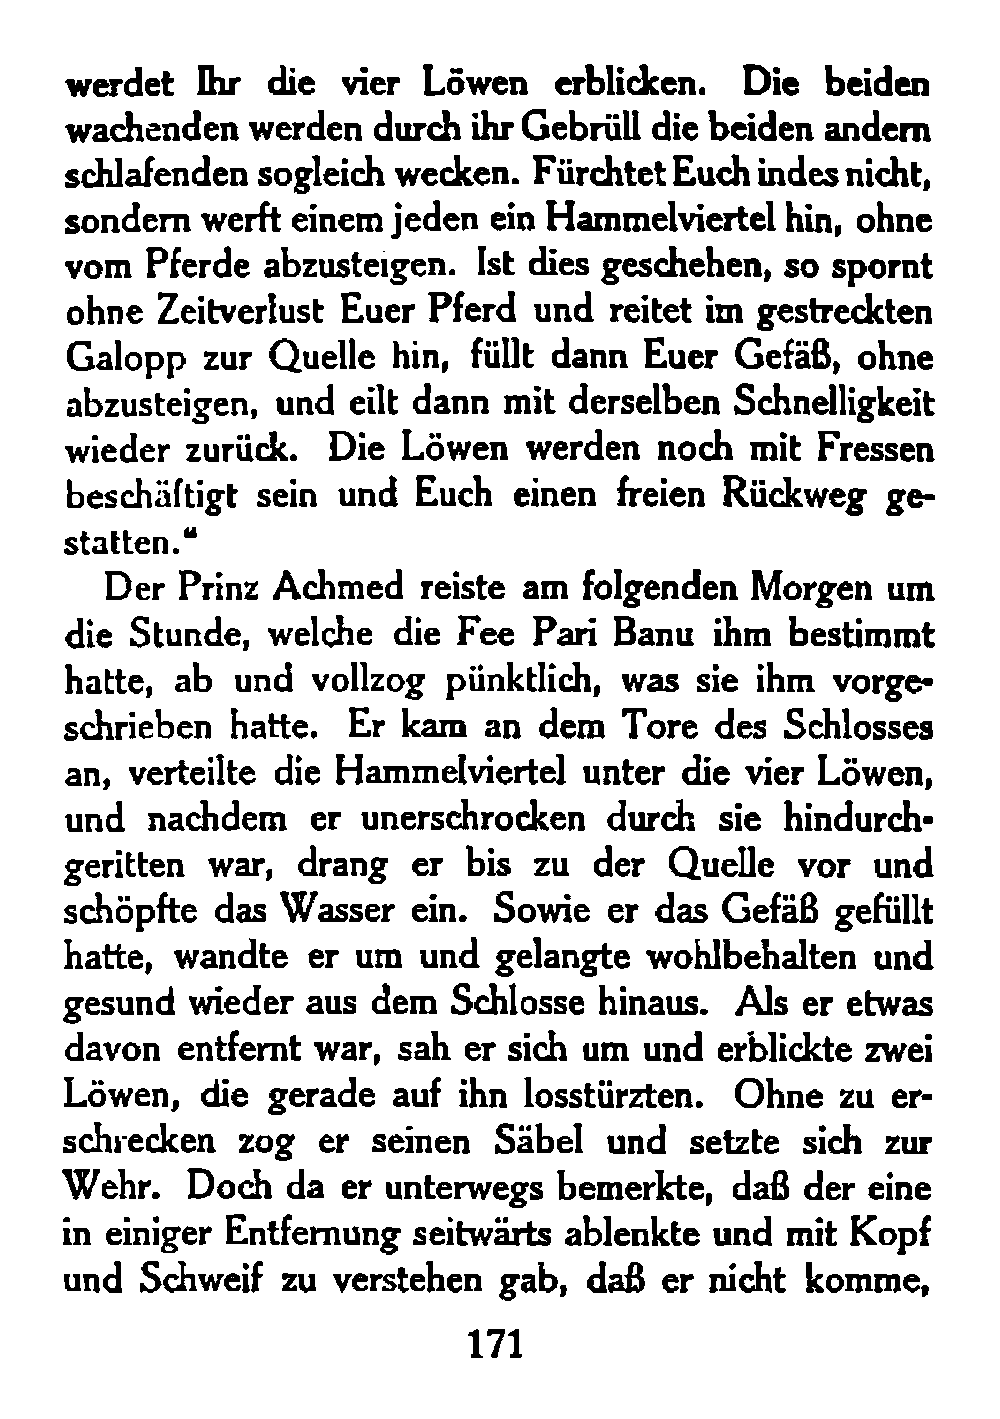 werdet Ihr die vier Löwen erblicken. Die beiden
wachenden werden durch ihr Gebrüll die beiden andern
schlafenden sogleich wecken. Fürchtet Euch indes nicht,
sondern werft einem jeden ein Hammelviertel hin, ohne
vom Pferde abzusteigen. Ist dies geschehen, so spornt
ohne Zeitverlust Euer Pferd und reitet im gestreckten
Galopp zur Quelle hin, füllt dann Euer Gefäß, ohne
abzusteigen, und eilt dann mit derselben Schnelligkeit
wieder zurück. Die Löwen werden noch mit Fressen
beschäftigt sein und Euch einen freien Rückweg ge-
statten.“
Der Prinz Achmed reiste am folgenden Morgen um
die Stunde, welche die Fee Pari Banu ihm bestimmt
hatte, ab und vollzog pünktlich, was sie ihm vorge-
schrieben hatte. Er kam an dem Tore des Schlosses
an, verteilte die Hammelviertel unter die vier Löwen,
und nachdem er unerschrocken durch sie hindurch-
geritten war, drang er bis zu der Quelle vor und
schöpfte das Wasser ein. Sowie er das Gefäß gefüllt
hatte, wandte er um und gelangte wohlbehalten und
gesund wieder aus dem Schlosse hinaus. Als er etwas
davon entfernt war, sah er sich um und erblickte zwei
Löwen, die gerade auf ihn losstürzten. Ohne zu er-
schrecken zog er seinen Säbel und setzte sich zur
Wehr. Doch da er unterwegs bemerkte, daß der eine
in einiger Entfernung seitwärts ablenkte und mit Kopf
und Schweif zu verstehen gab, daß er nicht komme,
171